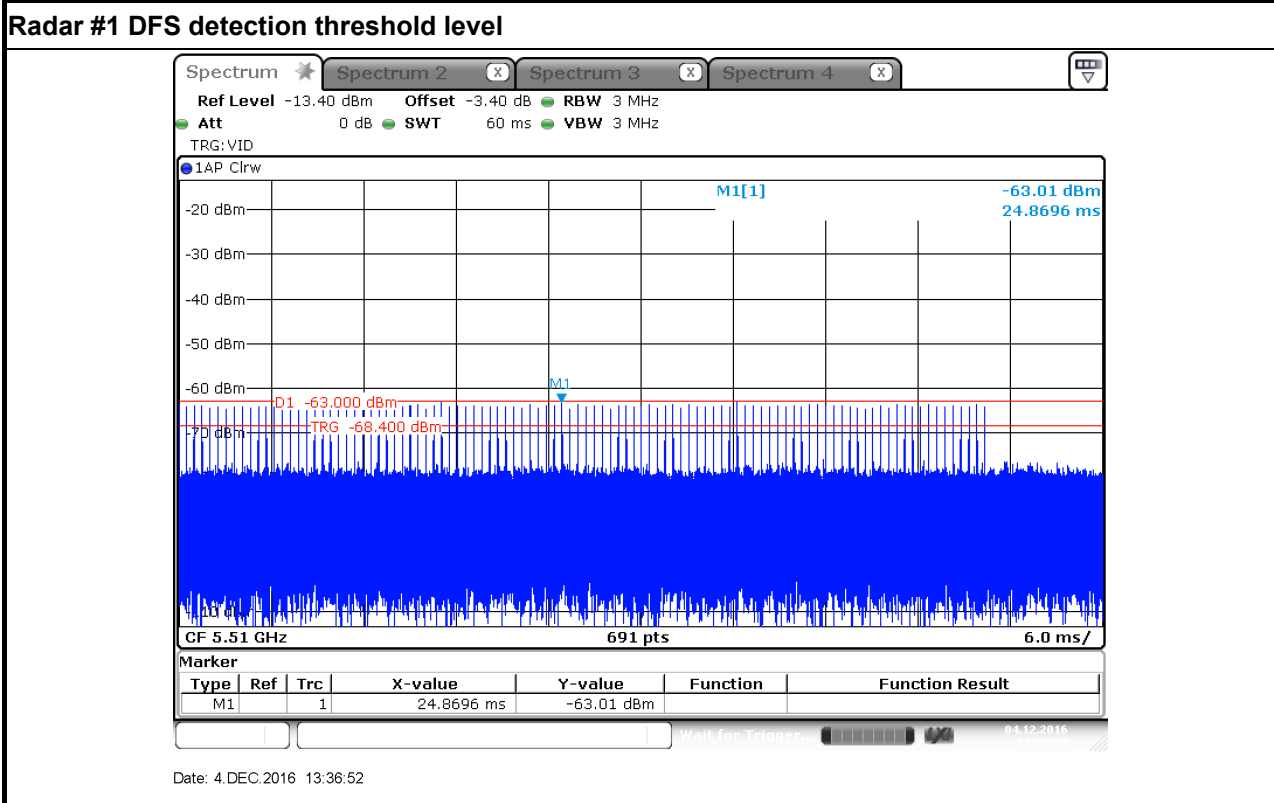 Radar #1 DFS detection threshold level
Spectrum Spectrum 2 X Spectrum 3 X Spectrum 4 X
Ref Level -13.40 dBm Offset -3.40 dB RBW 3 MHz
Att 0 dB SWT 60 ms VBW 3 MHz
TRG:VID
1AP Clrw
M1[1] -63.01 dBm
24.8696 ms
-20 dBm
-30 dBm
-40 dBm
-50 dBm
-60 dBm
M1
D1 -63.000 dBm
TRG -68.400 dBm
-70 dBm
CF 5.51 GHz 691 pts 6.0 ms/
Marker
Type Ref Trc X-value Y-value Function Function Result
M1 1 24.8696 ms -63.01 dBm
Wait for Trigger... 04.12.2016
Date: 4.DEC.2016 13:36:52